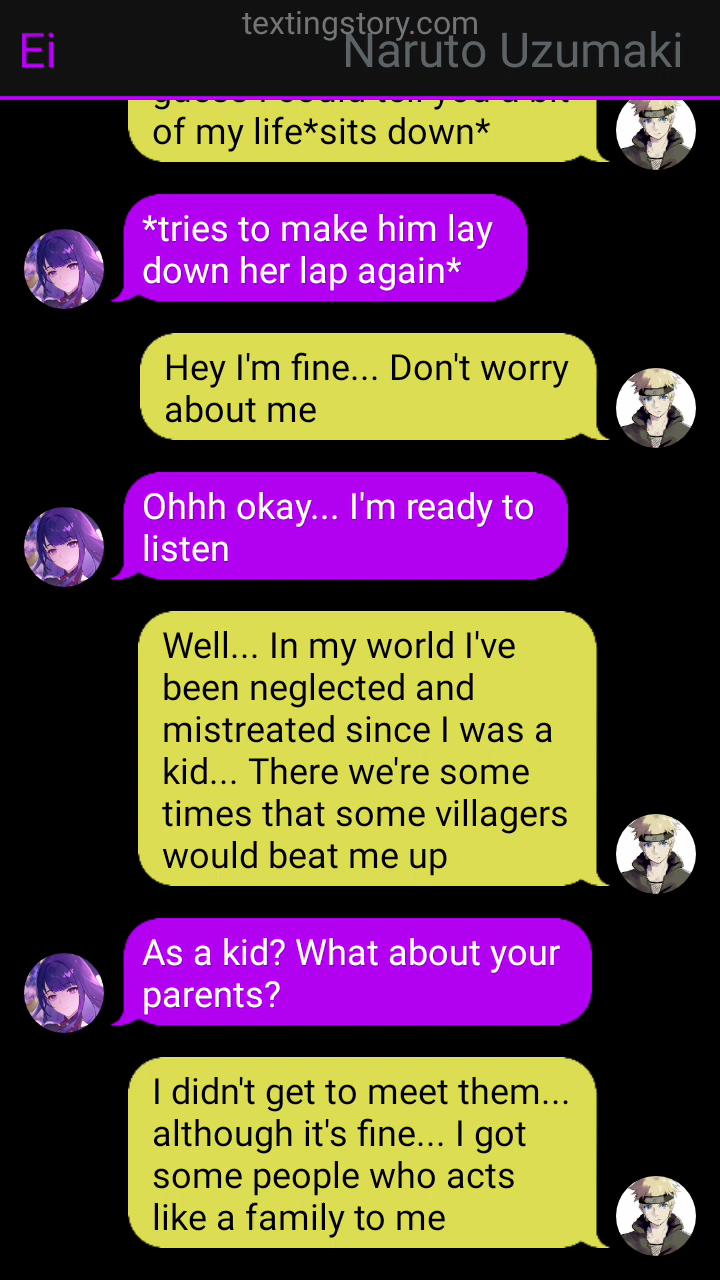 textingstory.com
Ei
Naruto Uzumaki
of my life*sits down*
*tries to make him lay
down her lap again*
Hey I'm fine... Don't worry
about me
Ohhh okay... I'm ready to
listen
Well... In my world I've
been neglected and
mistreated since I was a
kid... There we're some
times that some villagers
would beat me up
As a kid? What about your
parents?
I didn't get to meet them...
although it's fine... I got
some people who acts
like a family to me